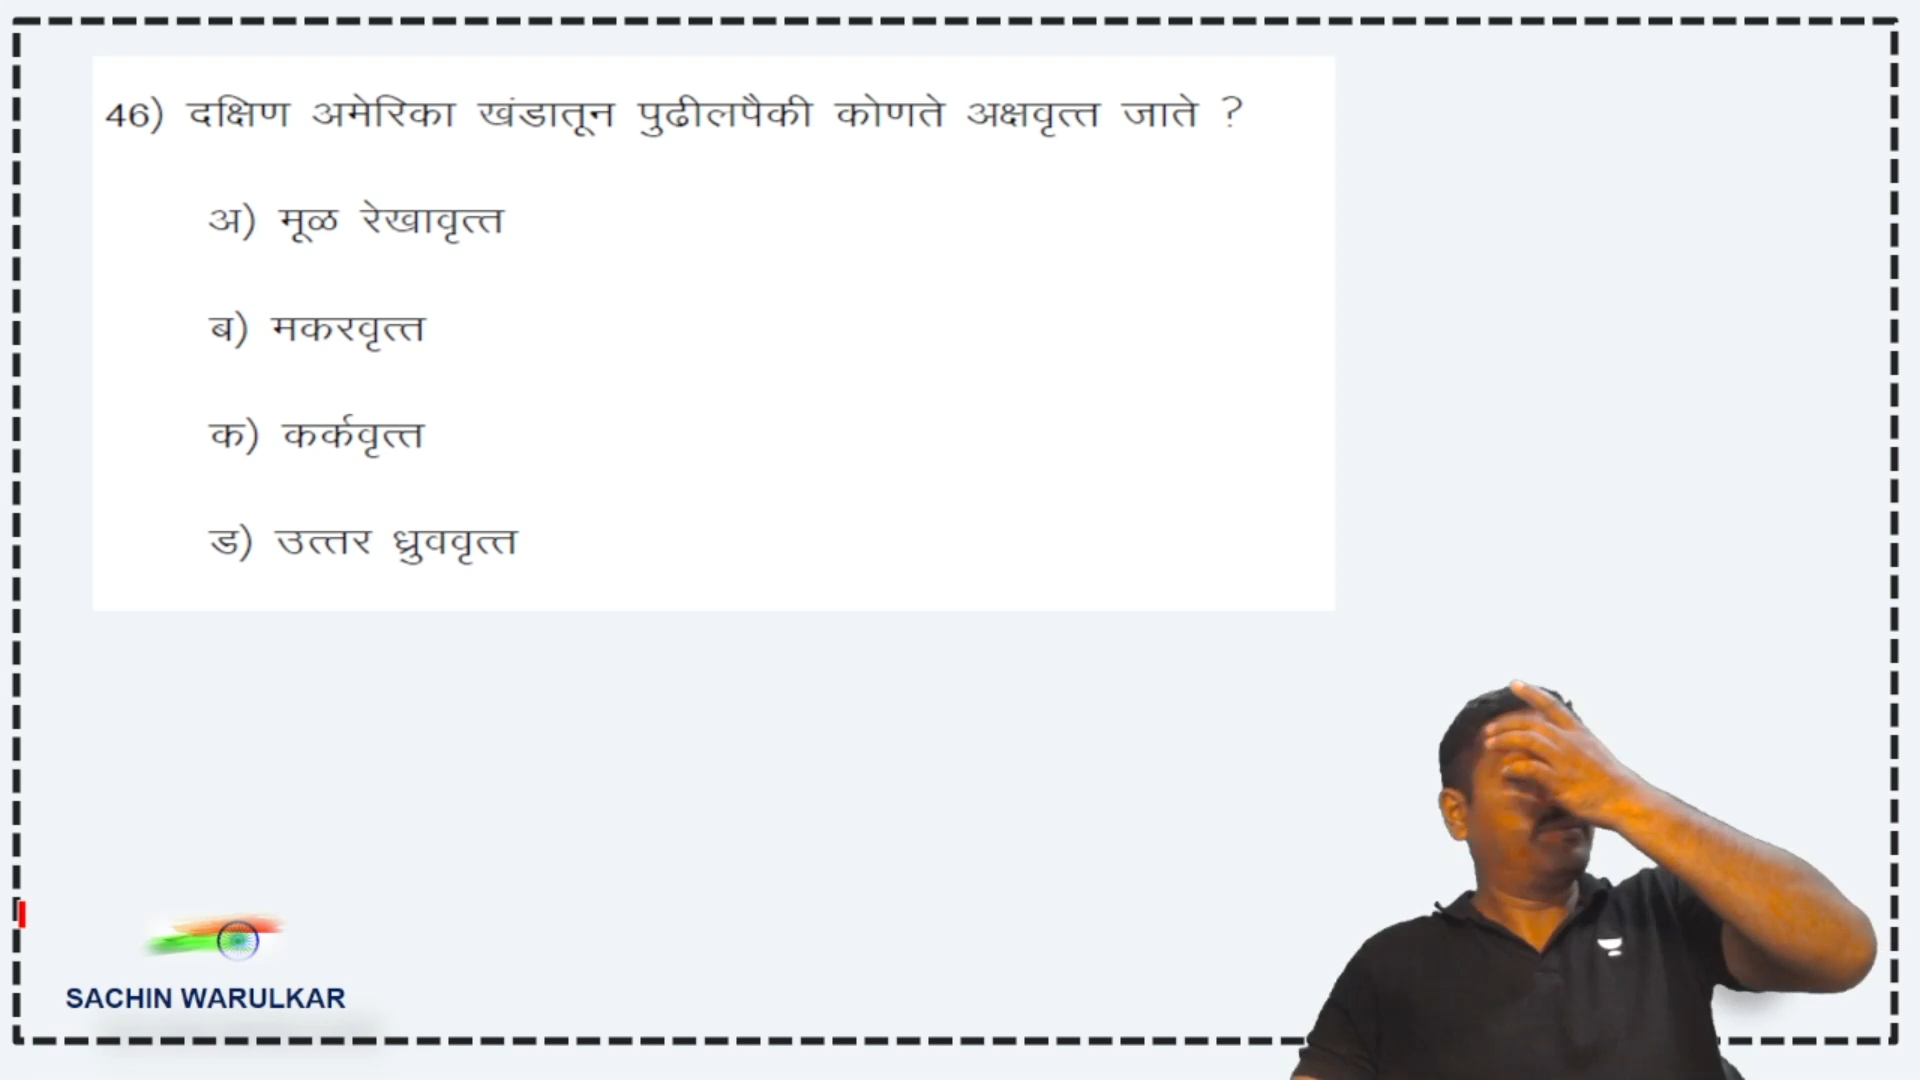 46) दक्षिण अमेरिका खंडातून पुढीलपैकी कोणते अक्षवृत्त जाते ?
अ) मूळ रेखावृत्त
ब) मकरवृत्त
क) कर्कवृत्त
ड) उत्तर ध्रुववृत्त
SACHIN WARULKAR